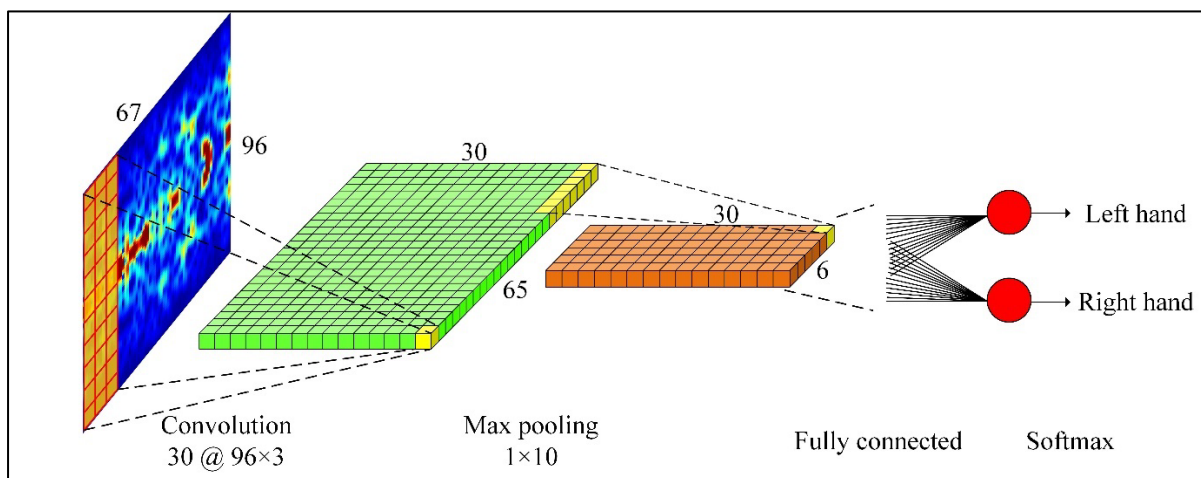 67
96
30
65
30
6
Left hand
Right hand
Convolution
30 @ 96×3
Max pooling
1×10
Fully connected
Softmax